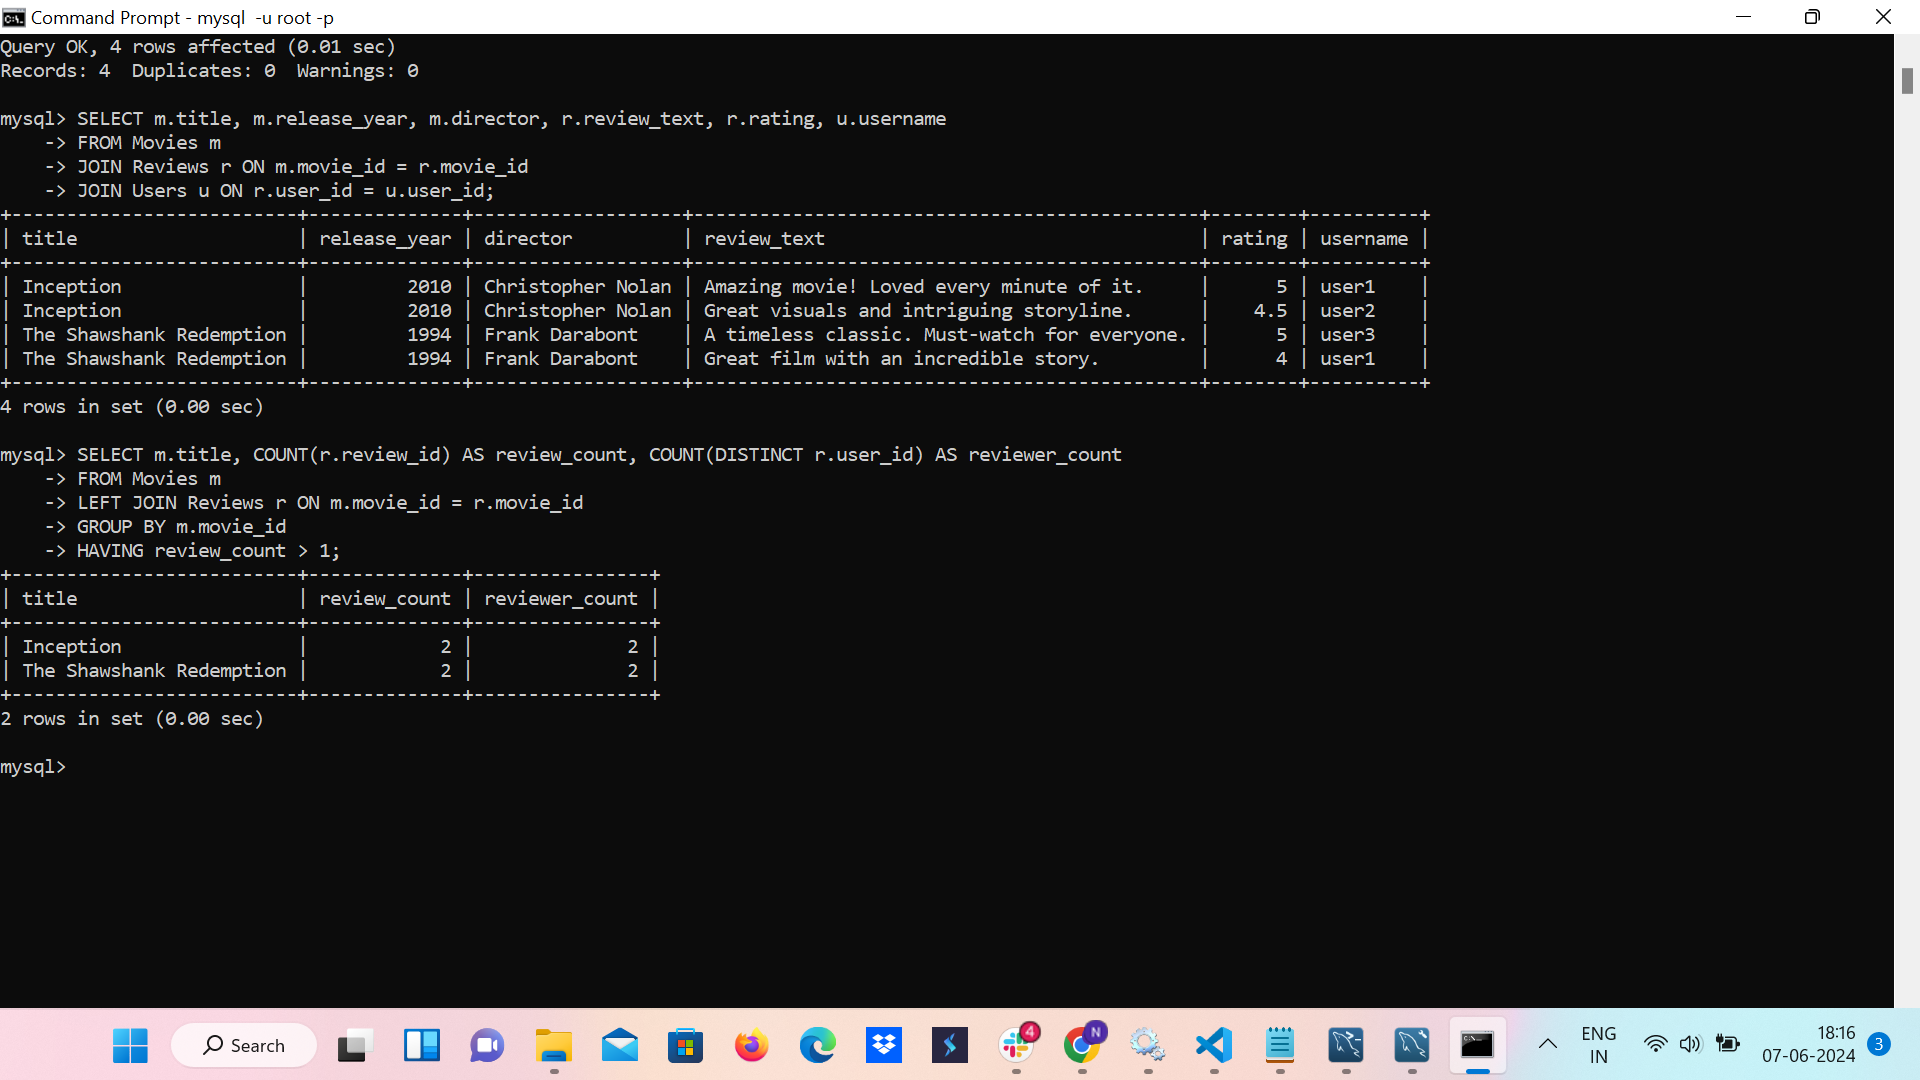 Command Prompt - mysql  -u root -p
Query OK, 4 rows affected (0.01 sec)
Records: 4  Duplicates: 0  Warnings: 0
mysql> SELECT m.title, m.release_year, m.director, r.review_text, r.rating, u.username
    -> FROM Movies m
    -> JOIN Reviews r ON m.movie_id = r.movie_id
    -> JOIN Users u ON r.user_id = u.user_id;
+--------------------------+--------------+-------------------+----------------------------------------------+--------+----------+
| title                    | release_year | director          | review_text                                  | rating | username |
+--------------------------+--------------+-------------------+----------------------------------------------+--------+----------+
| Inception                |         2010 | Christopher Nolan | Amazing movie! Loved every minute of it.     |      5 | user1    |
| Inception                |         2010 | Christopher Nolan | Great visuals and intriguing storyline.      |    4.5 | user2    |
| The Shawshank Redemption |         1994 | Frank Darabont    | A timeless classic. Must-watch for everyone. |      5 | user3    |
| The Shawshank Redemption |         1994 | Frank Darabont    | Great film with an incredible story.         |      4 | user1    |
+--------------------------+--------------+-------------------+----------------------------------------------+--------+----------+
4 rows in set (0.00 sec)
mysql> SELECT m.title, COUNT(r.review_id) AS review_count, COUNT(DISTINCT r.user_id) AS reviewer_count
    -> FROM Movies m
    -> LEFT JOIN Reviews r ON m.movie_id = r.movie_id
    -> GROUP BY m.movie_id
    -> HAVING review_count > 1;
+--------------------------+--------------+----------------+
| title                    | review_count | reviewer_count |
+--------------------------+--------------+----------------+
| Inception                |            2 |              2 |
| The Shawshank Redemption |            2 |              2 |
+--------------------------+--------------+----------------+
2 rows in set (0.00 sec)
mysql>
Search
4
N
ENG
IN
18:16
07-06-2024
3